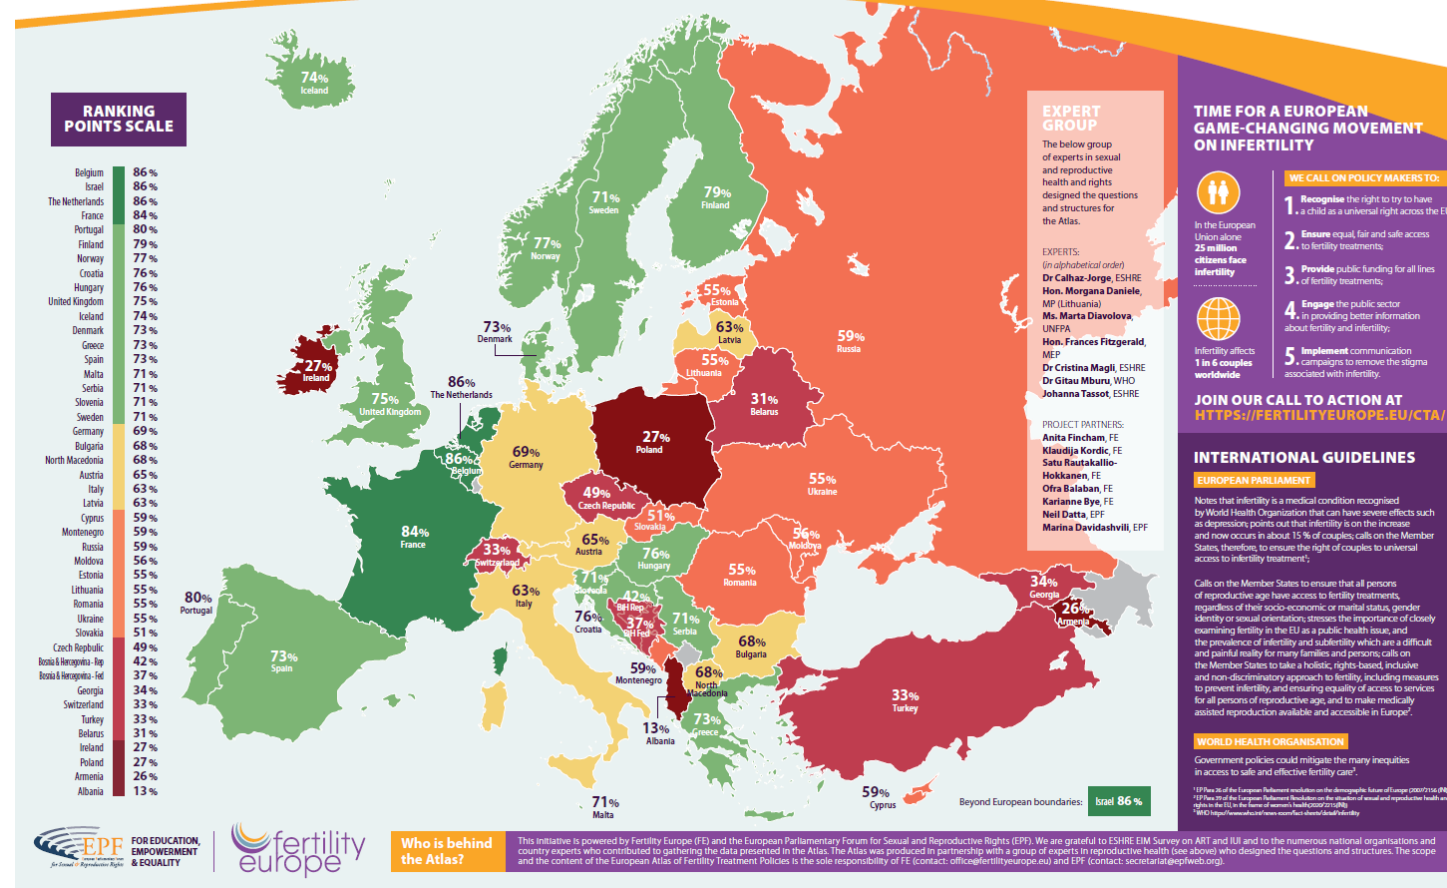 RANKING
POINTS SCALE
Belgium 86 %
Israel 86 %
The Netherlands 86 %
France 84 %
Portugal 80 %
Finland 79 %
Norway 77 %
Croatia 76 %
Hungary 76 %
United Kingdom 75 %
Iceland 74 %
Denmark 73 %
Greece 73 %
Spain 73 %
Malta 71 %
Serbia 71 %
Slovenia 71 %
Sweden 71 %
Germany 69 %
Bulgaria 68 %
North Macedonia 68 %
Austria 65 %
Italy 63 %
Latvia 63 %
Cyprus 59 %
Montenegro 59 %
Russia 59 %
Moldova 56 %
Estonia 55 %
Lithuania 55 %
Romania 55 %
Ukraine 55 %
Slovakia 51 %
Czech Repbulic 49 %
Bosnia & Hercegovina - Rep 42 %
Bosnia & Hercegovina - Fed 37 %
Georgia 34 %
Switzerland 33 %
Turkey 33 %
Belarus 31 %
Ireland 27 %
Poland 27 %
Armenia 26 %
Albania 13 %
74%
Iceland
71%
Sweden
79%
Finland
77%
Norway
55%
Estonia
63%
Latvia
55%
Lithuania
59%
Russia
73%
Denmark
27%
Ireland
75%
United Kingdom
86%
The Netherlands
86%
Belgium
69%
Germany
27%
Poland
31%
Belarus
55%
Ukraine
49%
Czech Republic
51%
Slovakia
84%
France
33%
Switzerland
65%
Austria
76%
Hungary
56%
Moldova
55%
Romania
63%
Italy
71%
Slovenia
76%
Croatia
42%
BH Rep
37%
BH Fed
71%
Serbia
68%
Bulgaria
80%
Portugal
73%
Spain
59%
Montenegro
68%
North
Macedonia
13%
Albania
73%
Greece
34%
Georgia
26%
Armenia
33%
Turkey
59%
Cyprus
71%
Malta
Beyond European boundaries: Israel 86 %
EXPERT
GROUP
The below group
of experts in sexual
and reproductive
health and rights
designed the questions
and structures for
the Atlas.
EXPERTS:
(in alphabetical order)
Dr Calhaz-Jorge, ESHRE
Hon. Morgana Daniele,
MP (Lithuania)
Ms. Marta Diavolova,
UNFPA
Hon. Frances Fitzgerald,
MEP
Dr Cristina Magli, ESHRE
Dr Gitau Mburu, WHO
Johanna Tassot, ESHRE
PROJECT PARTNERS:
Anita Fincham, FE
Klaudija Kordic, FE
Satu Rautakallio-
Hokkanen, FE
Ofra Balaban, FE
Karianne Bye, FE
Neil Datta, EPF
Marina Davidashvili, EPF
TIME FOR A EUROPEAN
GAME-CHANGING MOVEMENT
ON INFERTILITY
In the European
Union alone
25 million
citizens face
infertility
Infertility affects
1 in 6 couples
worldwide
WE CALL ON POLICY MAKERS TO:
1. Recognise the right to try to have
a child as a universal right across the
2. Ensure equal, fair and safe access
to fertility treatments;
3. Provide public funding for all lines
of fertility treatments;
4. Engage the public sector
in providing better information
about fertility and infertility;
5. Implement communication
campaigns to remove the stigma
associated with infertility.
JOIN OUR CALL TO ACTION AT
HTTPS://FERTILITYEUROPE.EU/CTA/
INTERNATIONAL GUIDELINES
EUROPEAN PARLIAMENT
Notes that infertility is a medical condition recognised
by World Health Organization that can have severe effects such
as depression; points out that infertility is on the increase
and now occurs in about 15 % of couples; calls on the Member
States, therefore, to ensure the right of couples to universal
access to infertility treatment¹;
Calls on the Member States to ensure that all persons
of reproductive age have access to fertility treatments,
regardless of their socio-economic or marital status, gender
identity or sexual orientation; stresses the importance of closely
examining fertility in the EU as a public health issue, and
the prevalence of infertility and subfertility which are a difficult
and painful reality for many families and persons; calls on
the Member States to take a holistic, rights-based, inclusive
and non-discriminatory approach to fertility, including measures
to prevent infertility, and ensuring equality of access to services
for all persons of reproductive age, and to make medically
assisted reproduction available and accessible in Europe².
WORLD HEALTH ORGANISATION
Government policies could mitigate the many inequities
in access to safe and effective fertility care³.
EPF
for Sexual & Reproductive Rights
FOR EDUCATION,
EMPOWERMENT
& EQUALITY
fertility
europe
Who is behind
the Atlas?
This initiative is powered by Fertility Europe (FE) and the European Parliamentary Forum for Sexual and Reproductive Rights (EPF). We are grateful to ESHRE EIM Survey on ART and IUI and to the numerous national organisations and
country experts who contributed to gathering the data presented in the Atlas. The Atlas was produced in partnership with a group of experts in reproductive health (see above) who designed the questions and structures. The scope
and the content of the European Atlas of Fertility Treatment Policies is the sole responsibility of FE (contact: office@fertilityeurope.eu) and EPF (contact: secretariat@epfweb.org).